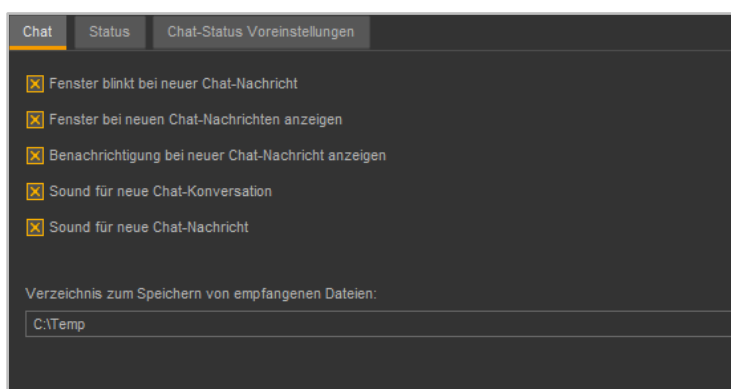 Chat Status Chat-Status Voreinstellungen
Fenster blinkt bei neuer Chat-Nachricht
Fenster bei neuen Chat-Nachrichten anzeigen
Benachrichtigung bei neuer Chat-Nachricht anzeigen
Sound für neue Chat-Konversation
Sound für neue Chat-Nachricht
Verzeichnis zum Speichern von empfangenen Dateien:
C:\Temp